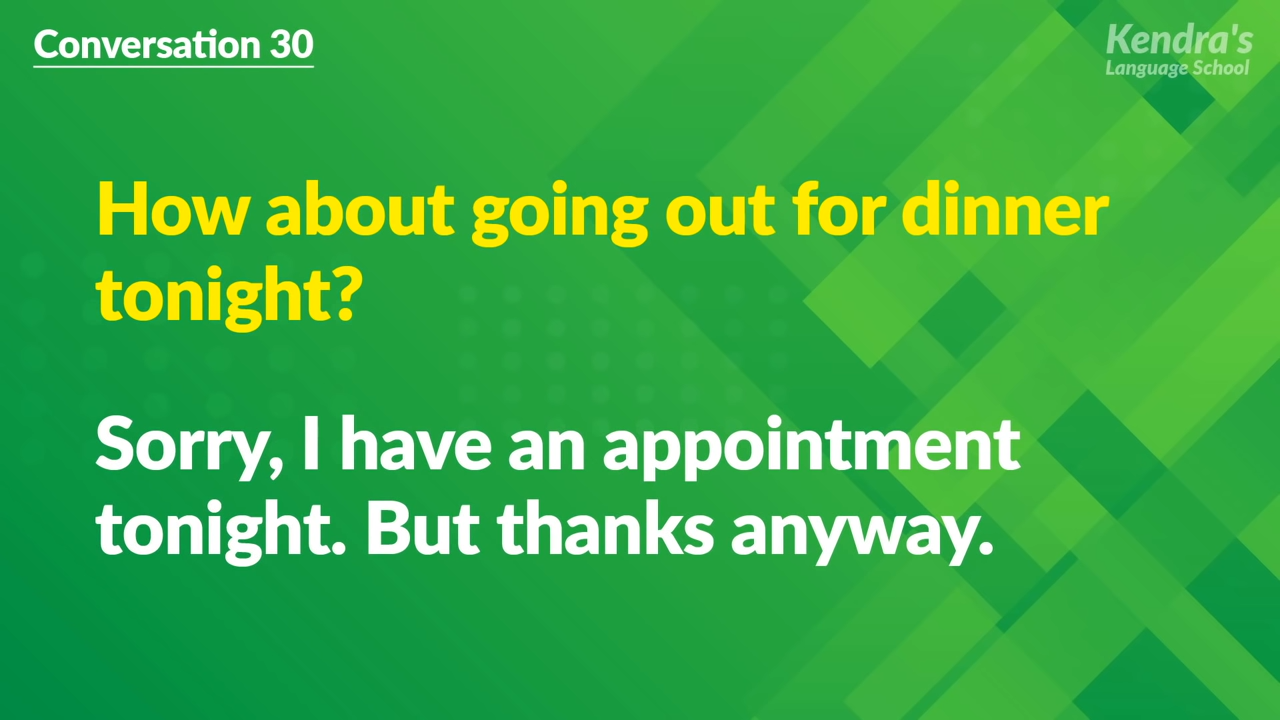 Conversation 30
Kendra's
Language School
How about going out for dinner
tonight?
Sorry, I have an appointment
tonight. But thanks anyway.